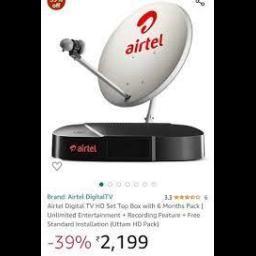 off
airtel
airtel
Brand: Airtel DigitalTV
3.3
6
Airtel Digital TV HD Set Top Box with 6 Months Pack |
Unlimited Entertainment + Recording Feature + Free
Standard Installation (Uttam HD Pack)
-39% ₹2,199